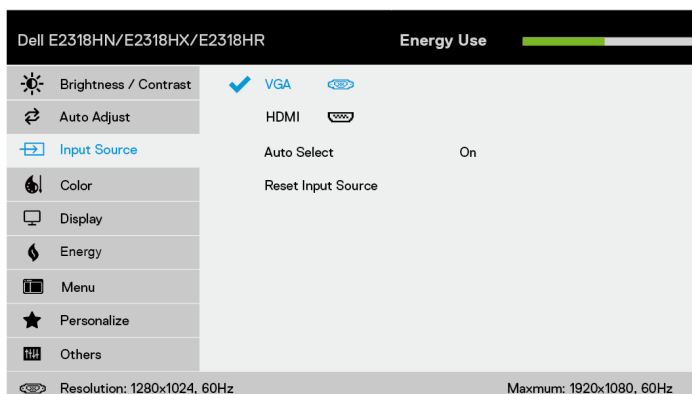 Dell E2318HN/E2318HX/E2318HR Energy Use
Brightness / Contrast VGA
Auto Adjust HDMI
Input Source Auto Select On
Color Reset Input Source
Display
Energy
Menu
Personalize
Others
Resolution: 1280x1024, 60Hz Maxmum: 1920x1080, 60Hz